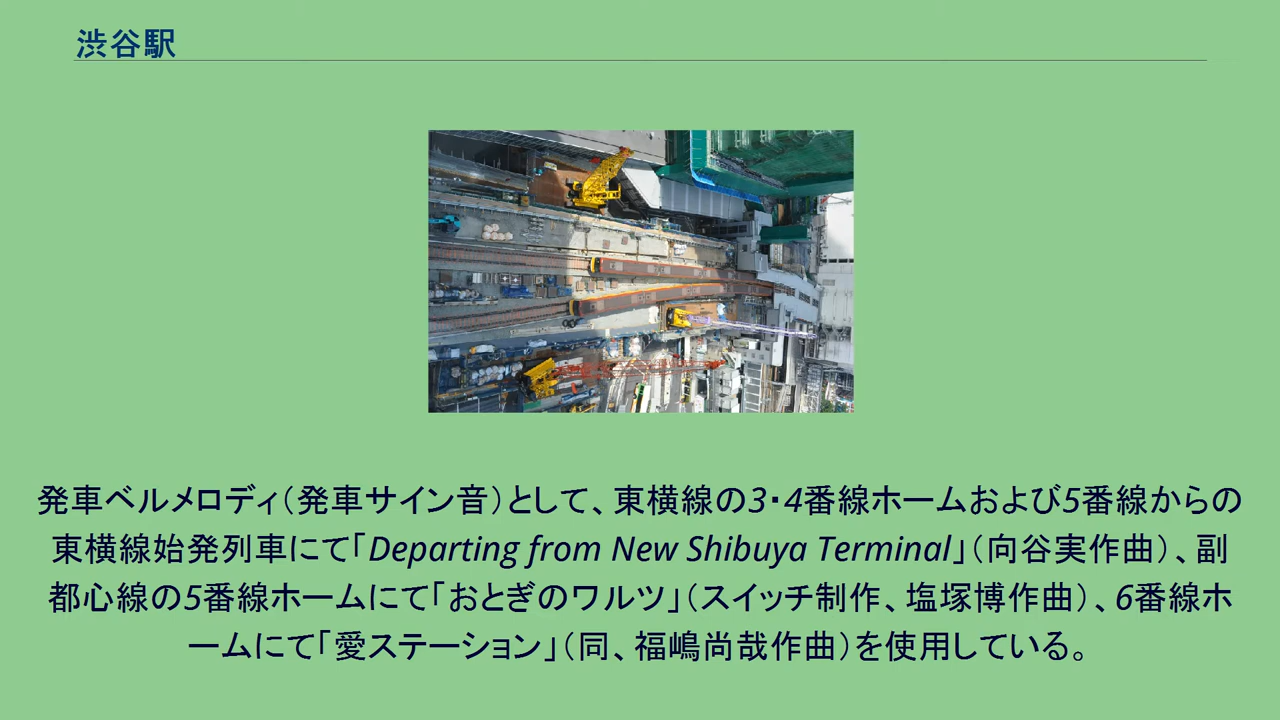 渋谷駅
発車ベルメロディ（発車サイン音）として、東横線の3・4番線ホームおよび5番線からの
東横線始発列車にて「Departing from New Shibuya Terminal」（向谷実作曲）、副
都心線の5番線ホームにて「おとぎのワルツ」（スイッチ制作、塩塚博作曲）、6番線ホ
ームにて「愛ステーション」（同、福嶋尚哉作曲）を使用している。